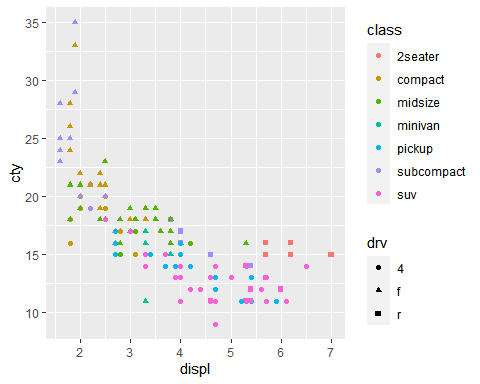 35
30
25
20
15
10
cty
2 3 4 5 6 7
displ
class
2seater
compact
midsize
minivan
pickup
subcompact
suv
drv
4
f
r